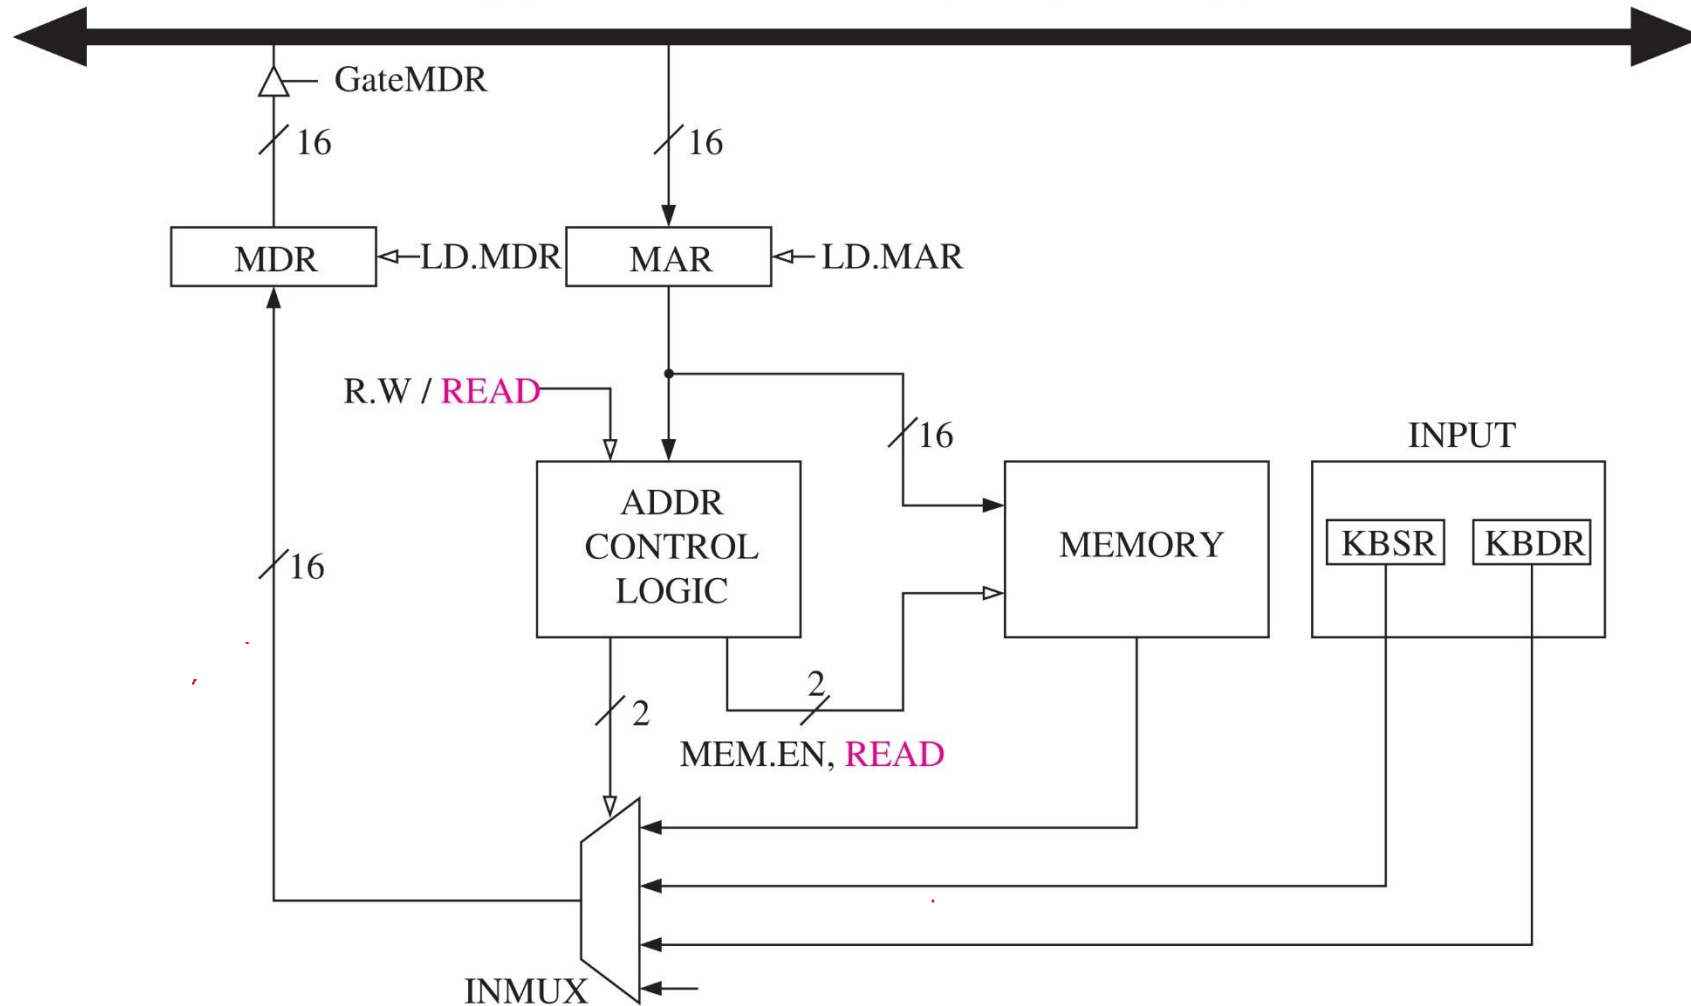 GateMDR
16
16
MDR
LD.MDR
MAR
LD.MAR
R.W / READ
16
INPUT
ADDR
CONTROL
LOGIC
MEMORY
KBSR
KBDR
16
2
2
MEM.EN, READ
INMUX